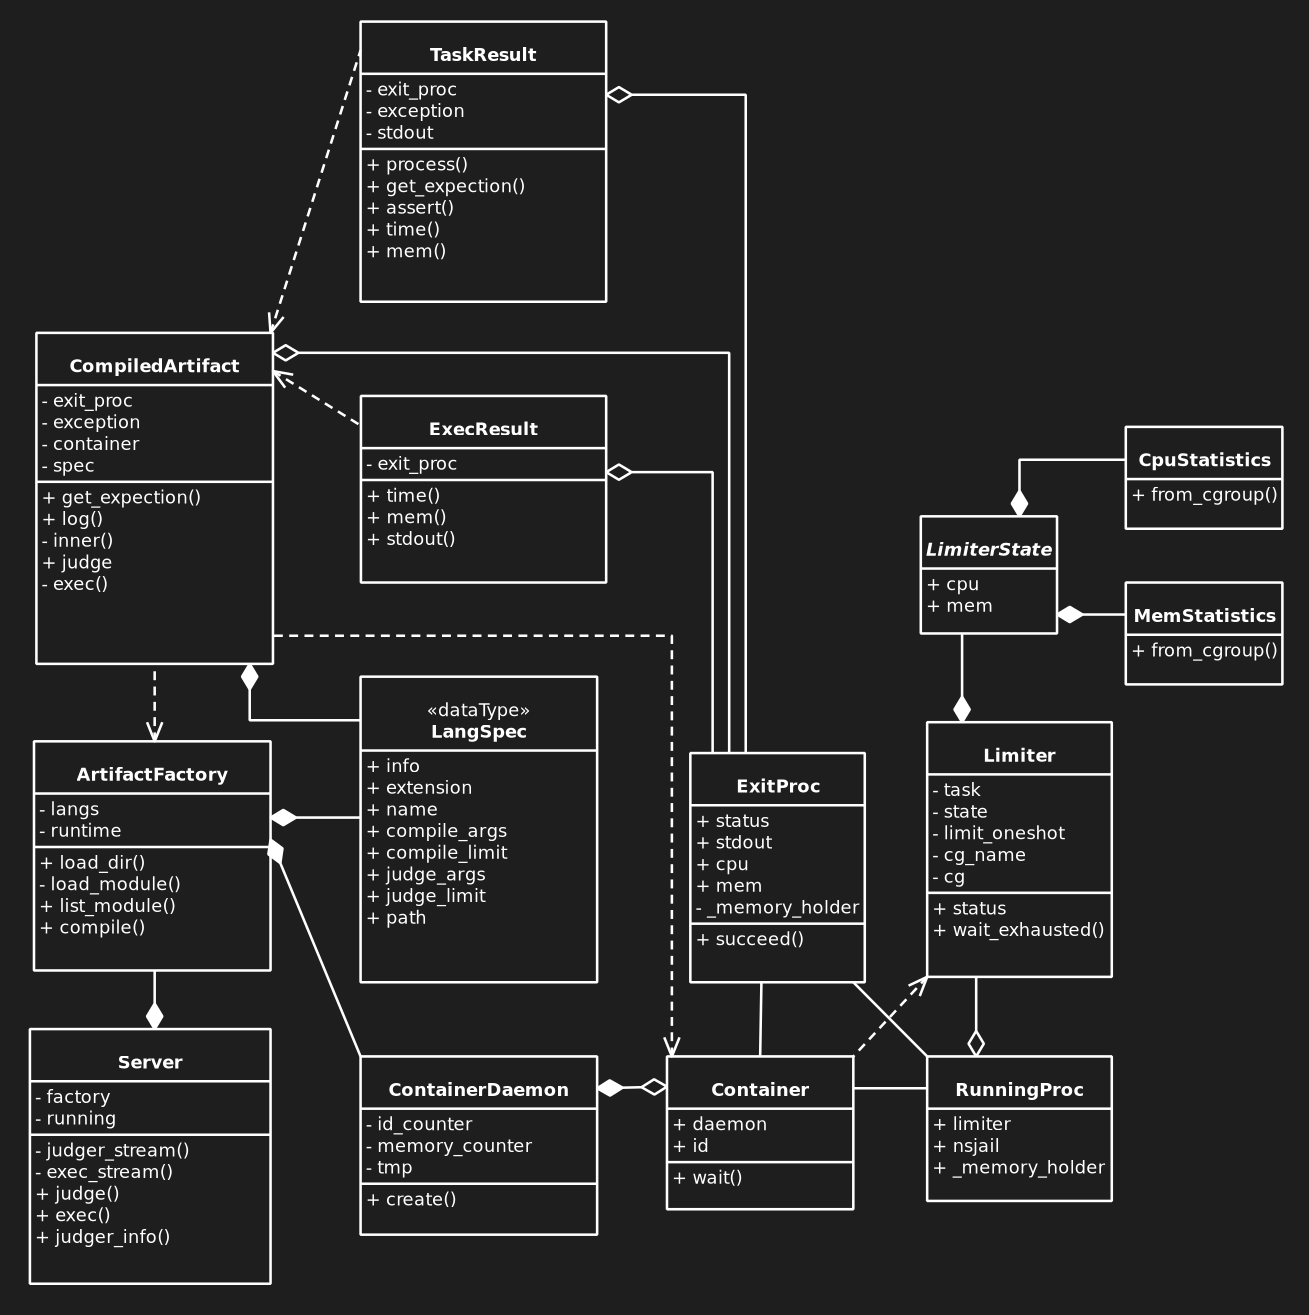 TaskResult
- exit_proc
- exception
- stdout
+ process()
+ get_expection()
+ assert()
+ time()
+ mem()
CompiledArtifact
- exit_proc
- exception
- container
- spec
+ get_expection()
+ log()
- inner()
+ judge
- exec()
ExecResult
- exit_proc
+ time()
+ mem()
+ stdout()
CpuStatistics
+ from_cgroup()
LimiterState
+ cpu
+ mem
MemStatistics
+ from_cgroup()
«dataType»
LangSpec
+ info
+ extension
+ name
+ compile_args
+ compile_limit
+ judge_args
+ judge_limit
+ path
ArtifactFactory
- langs
- runtime
+ load_dir()
- load_module()
+ list_module()
+ compile()
ExitProc
+ status
+ stdout
+ cpu
+ mem
- _memory_holder
+ succeed()
Limiter
- task
- state
- limit_oneshot
- cg_name
- cg
+ status
+ wait_exhausted()
Server
- factory
- running
- judger_stream()
- exec_stream()
+ judge()
+ exec()
+ judger_info()
ContainerDaemon
- id_counter
- memory_counter
- tmp
+ create()
Container
+ daemon
+ id
+ wait()
RunningProc
+ limiter
+ nsjail
+ _memory_holder